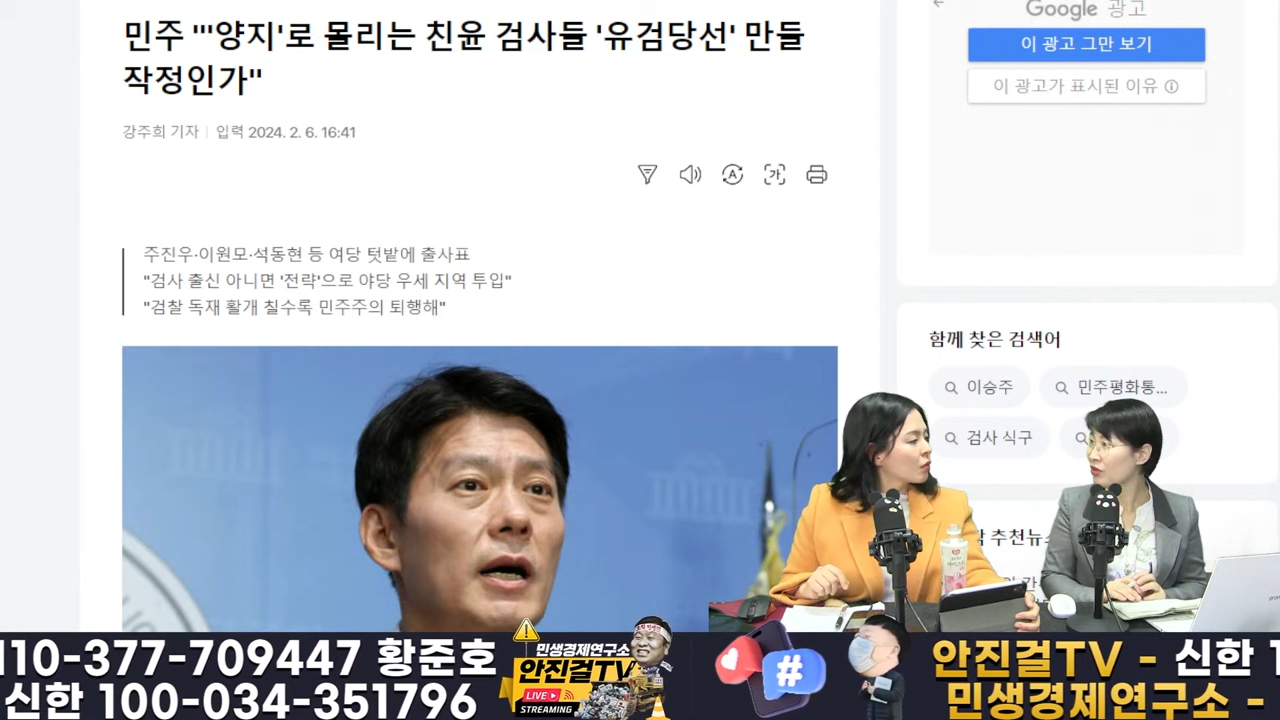 민주 "'양지'로 몰리는 친윤 검사들 '유검당선' 만들
작정인가"
강주희 기자 | 입력 2024. 2. 6. 16:41
주진우·이원모·석동현 등 여당 텃밭에 출사표
"검사 출신 아니면 '전략'으로 야당 우세 지역 투입"
"검찰 독재 활개 칠수록 민주주의 퇴행해"
Google 광고
이 광고 그만 보기
이 광고가 표시된 이유
함께 찾은 검색어
이승주
민주평화통...
검사 식구
추천뉴
110-377-709447 황준호
신한 100-034-351796
민생경제연구소
안진걸TV
LIVE
STREAMING
#
안진걸TV - 신한 1
민생경제연구소 -